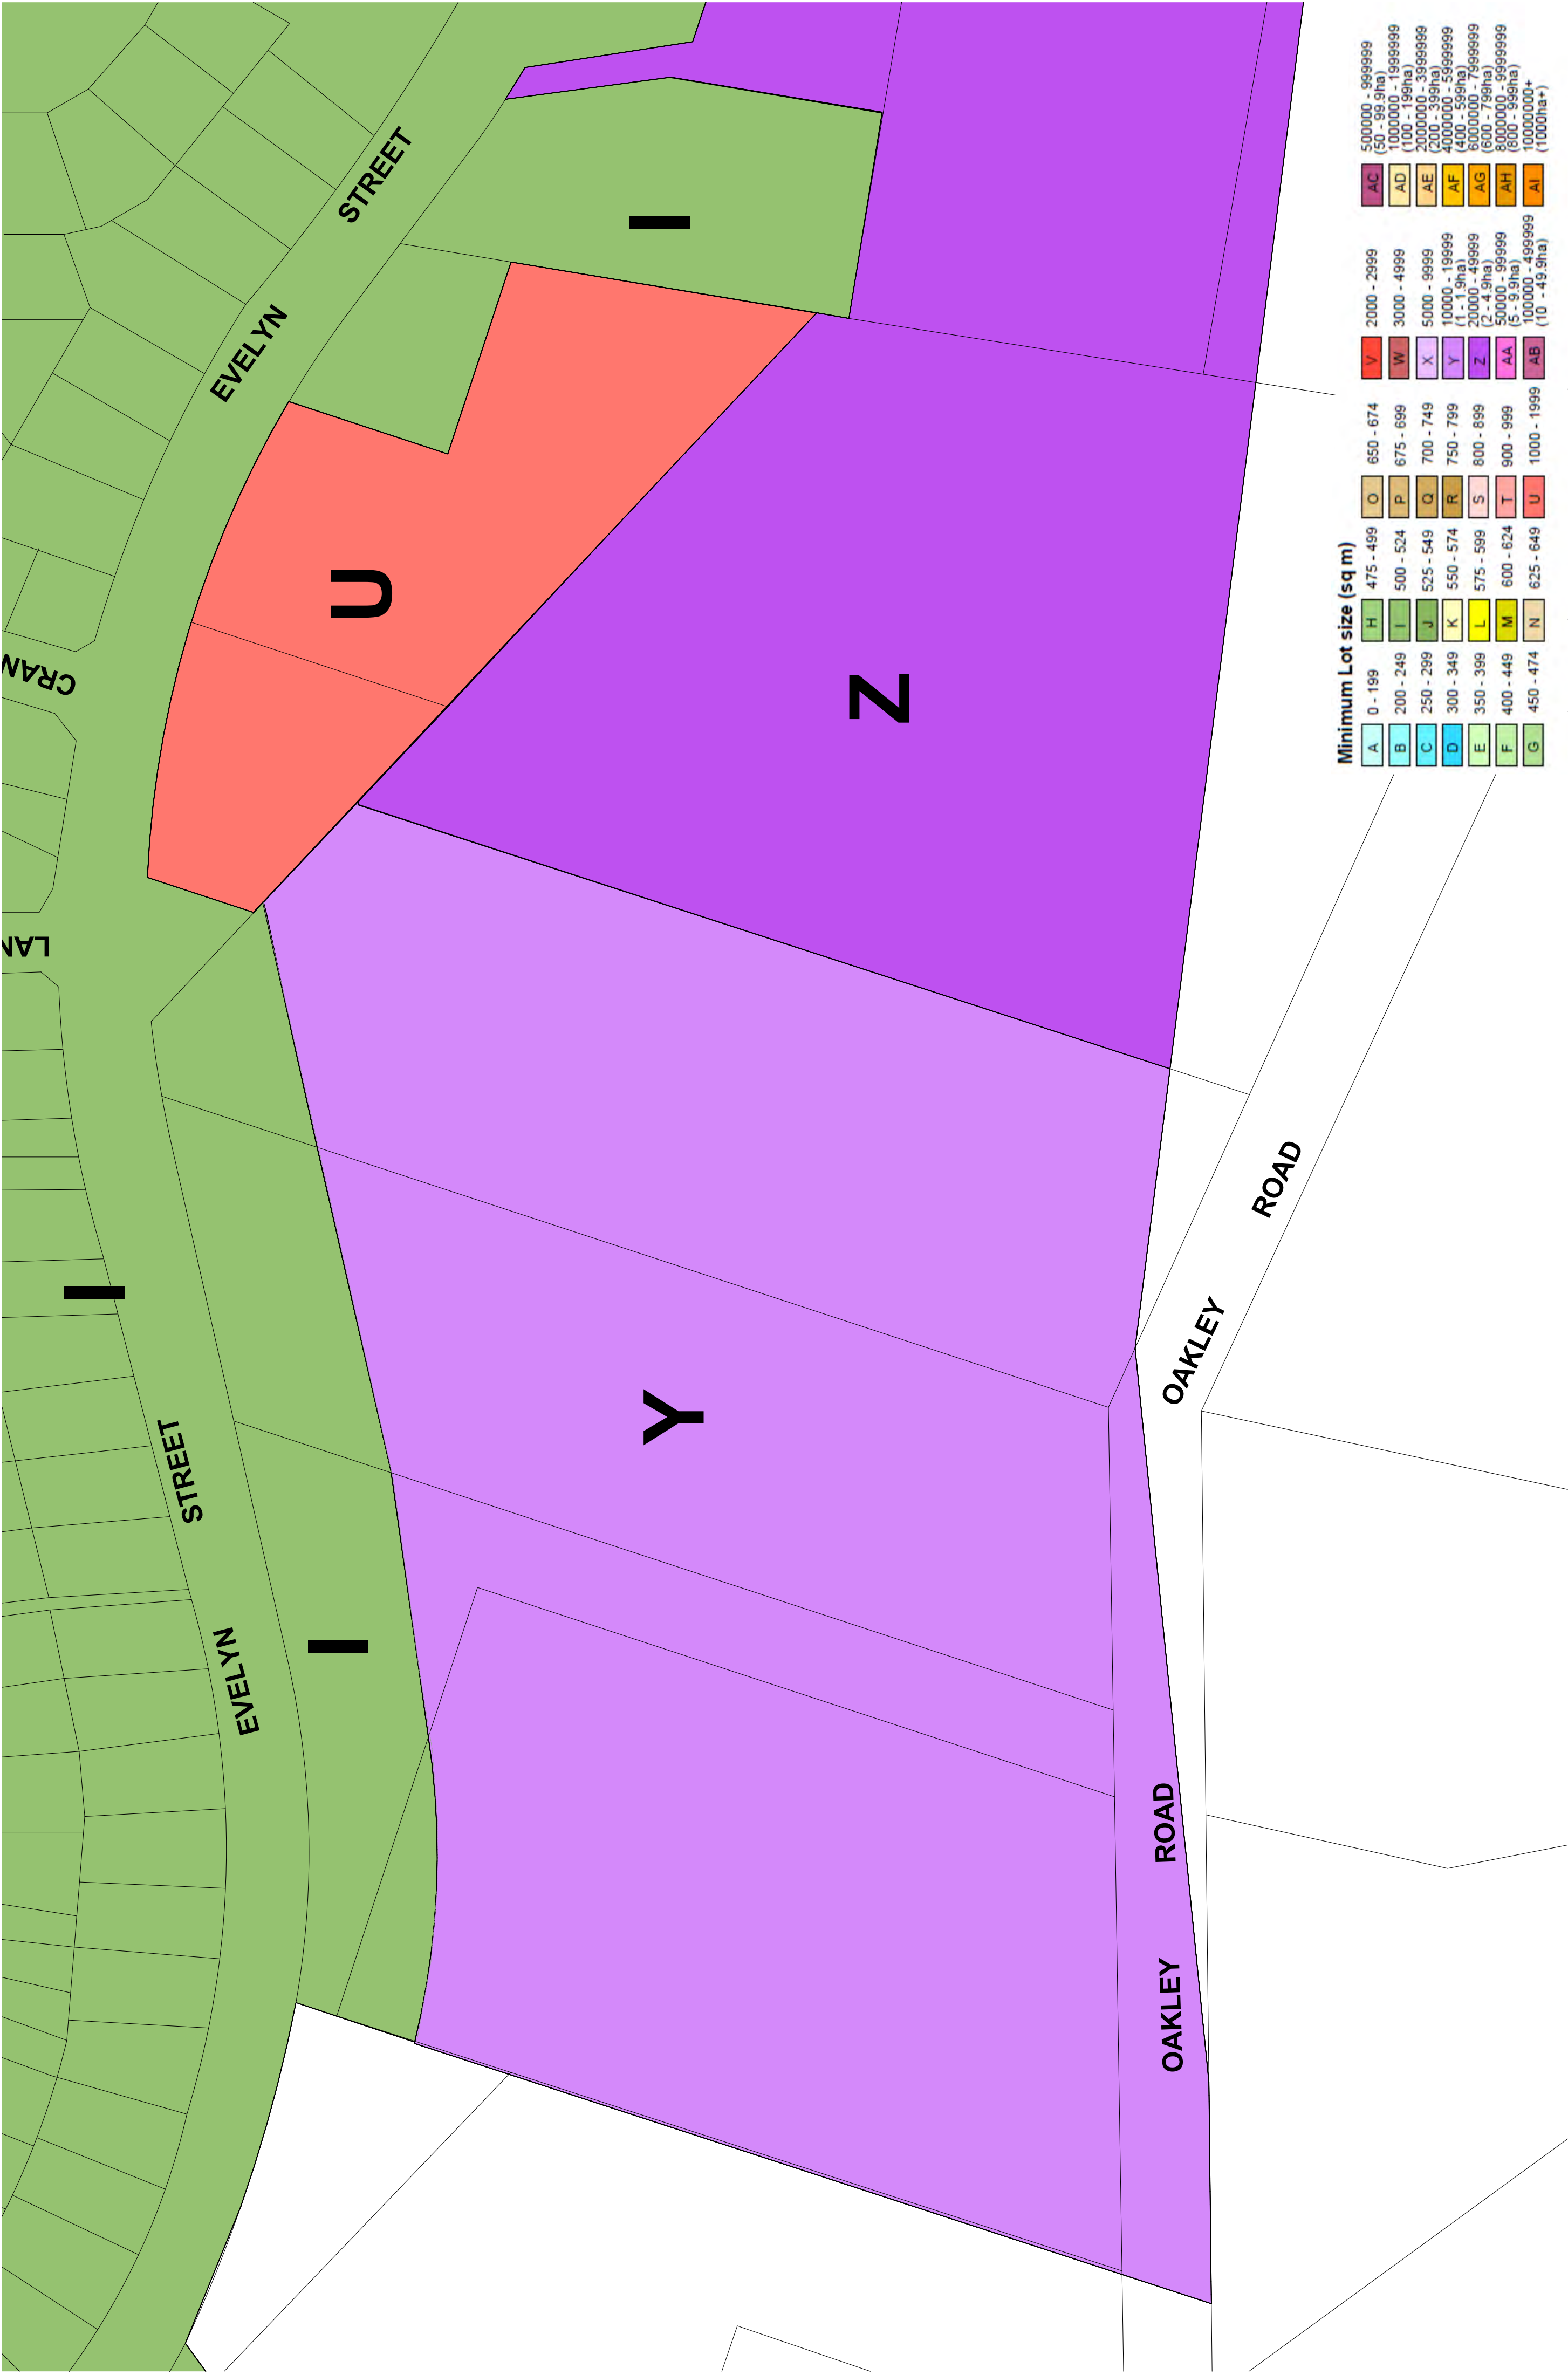 STREET
EVELYN
I
U
CRAN
LAN
Z
I
Y
STREET
EVELYN
I
OAKLEY
ROAD
OAKLEY
ROAD
Minimum Lot size (sq m)
A 0 - 199
B 200 - 249
C 250 - 299
D 300 - 349
E 350 - 399
F 400 - 449
G 450 - 474
H 475 - 499
I 500 - 524
J 525 - 549
K 550 - 574
L 575 - 599
M 600 - 624
N 625 - 649
O 650 - 674
P 675 - 699
Q 700 - 749
R 750 - 799
S 800 - 899
T 900 - 999
U 1000 - 1999
V 2000 - 2999
W 3000 - 4999
X 5000 - 9999
Y 10000 - 19999
(1 - 1.9ha)
Z 20000 - 49999
(2 - 4.9ha)
AA 50000 - 99999
(5 - 9.9ha)
AB 100000 - 499999
(10 - 49.9ha)
AC 500000 - 999999
(50 - 99.9ha)
AD 1000000 - 1999999
(100 - 199ha)
AE 2000000 - 3999999
(200 - 399ha)
AF 4000000 - 5999999
(400 - 599ha)
AG 6000000 - 7999999
(600 - 799ha)
AH 8000000 - 9999999
(800 - 999ha)
AI 10000000+
(1000ha+)